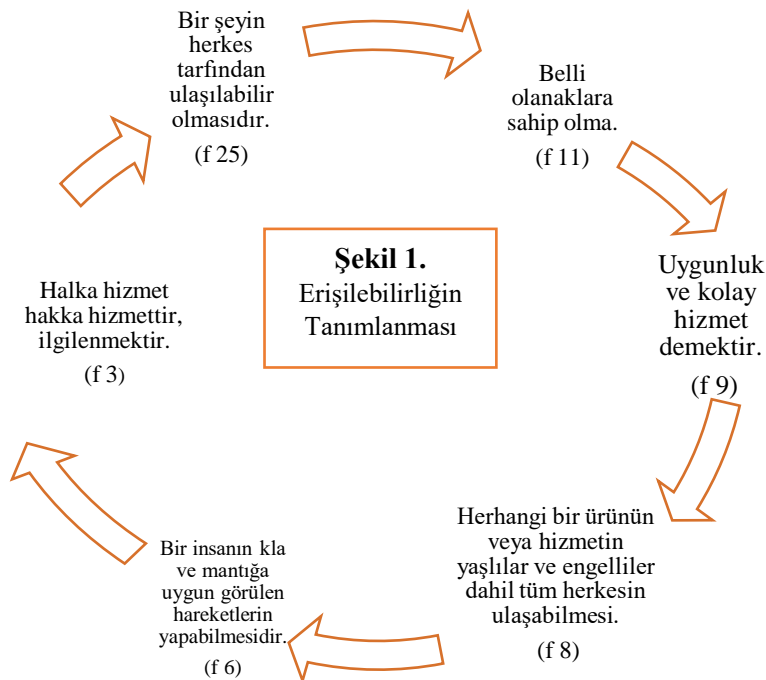 Bir şeyin
herkes
tarfından
ulaşılabilir
olmasıdır.
(f 25)
Belli
olanaklara
sahip olma.
(f 11)
Uygunluk
ve kolay
hizmet
demektir.
(f 9)
Herhangi bir ürünün
veya hizmetin
yaşlılar ve engelliler
dahil tüm herkesin
ulaşabilmesi.
(f 8)
Bir insanın kla
ve mantığa
uygun görülen
hareketlerin
yapabilmesidir.
(f 6)
Halka hizmet
hakka hizmettir,
ilgilenmektir.
(f 3)
Şekil 1.
Erişilebilirliğin
Tanımlanması